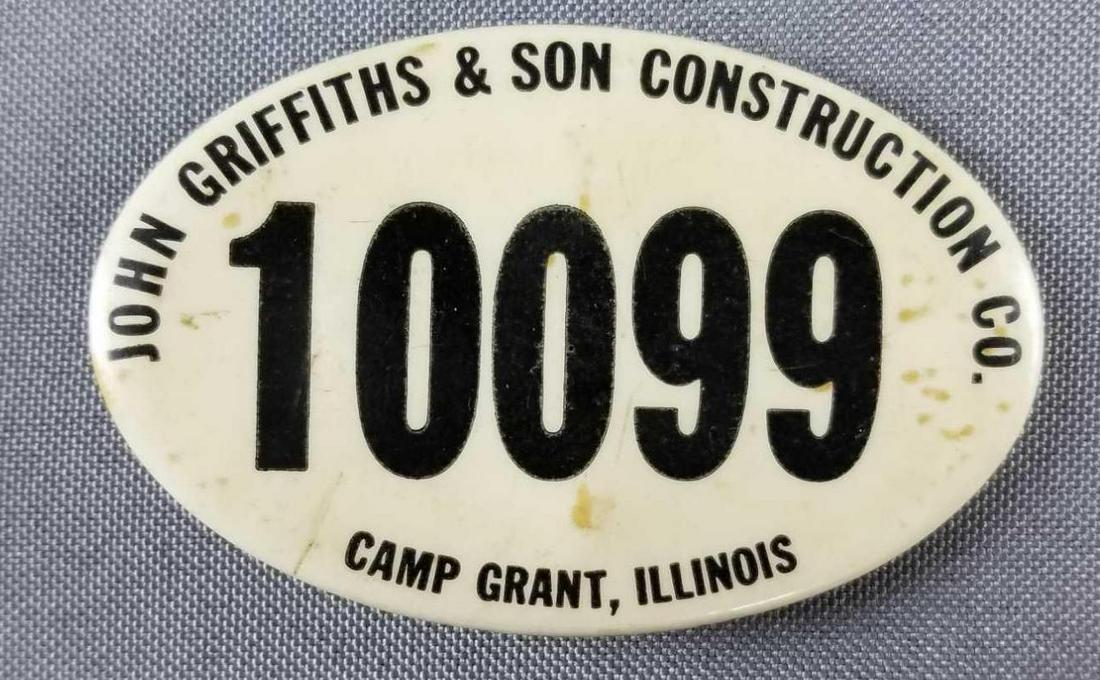 JOHN GRIFFITHS & SON CONSTRUCTION CO.
10099
CAMP GRANT, ILLINOIS